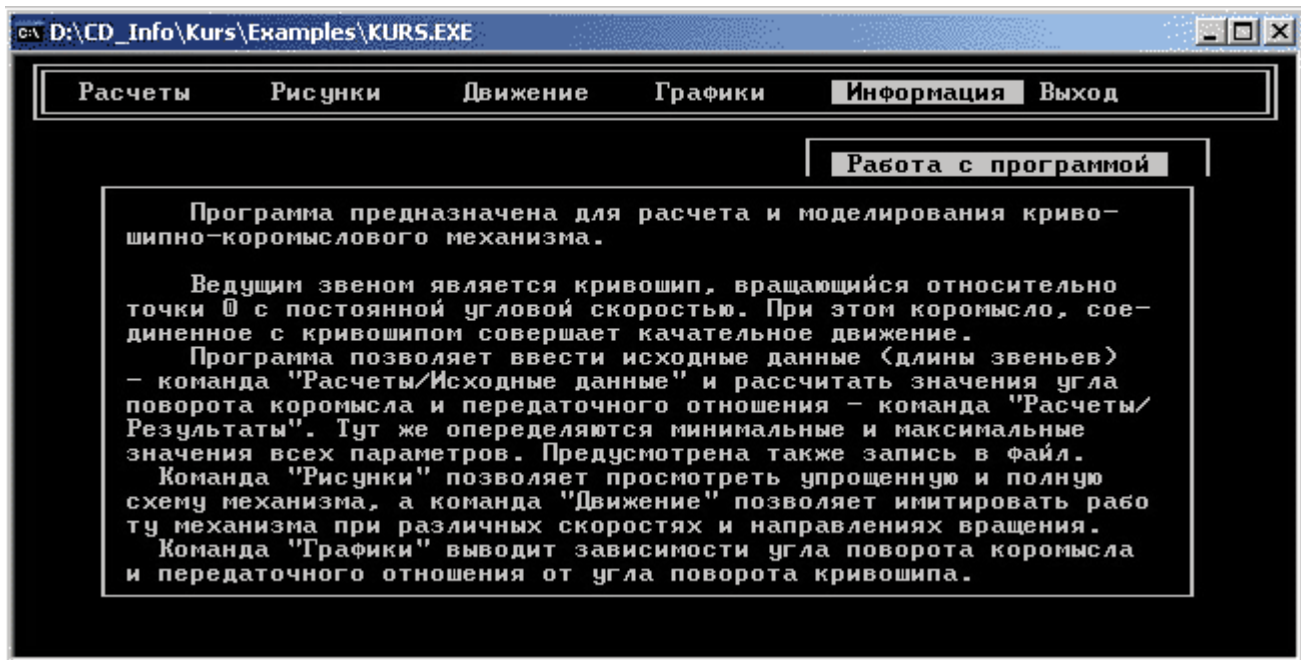 D:\CD_Info\Kurs\Examples\KURS.EXE
Расчеты Рисунки Движение Графики Информация Выход
Работа с программой
Программа предназначена для расчета и моделирования криво-
шипно-коромыслового механизма.
Ведущим звеном является кривошип, вращающийся относительно
точки 0 с постоянной угловой скоростью. При этом коромысло, сое-
диненное с кривошипом совершает качательное движение.
Программа позволяет ввести исходные данные (длины звеньев)
- команда "Расчеты/Исходные данные" и рассчитать значения угла
поворота коромысла и передаточного отношения - команда "Расчеты/
Результаты". Тут же опеределяются минимальные и максимальные
значения всех параметров. Предусмотрена также запись в файл.
Команда "Рисунки" позволяет просмотреть упрощенную и полную
схему механизма, а команда "Движение" позволяет имитировать рабо
ту механизма при различных скоростях и направлениях вращения.
Команда "Графики" выводит зависимости угла поворота коромысла
и передаточного отношения от угла поворота кривошипа.